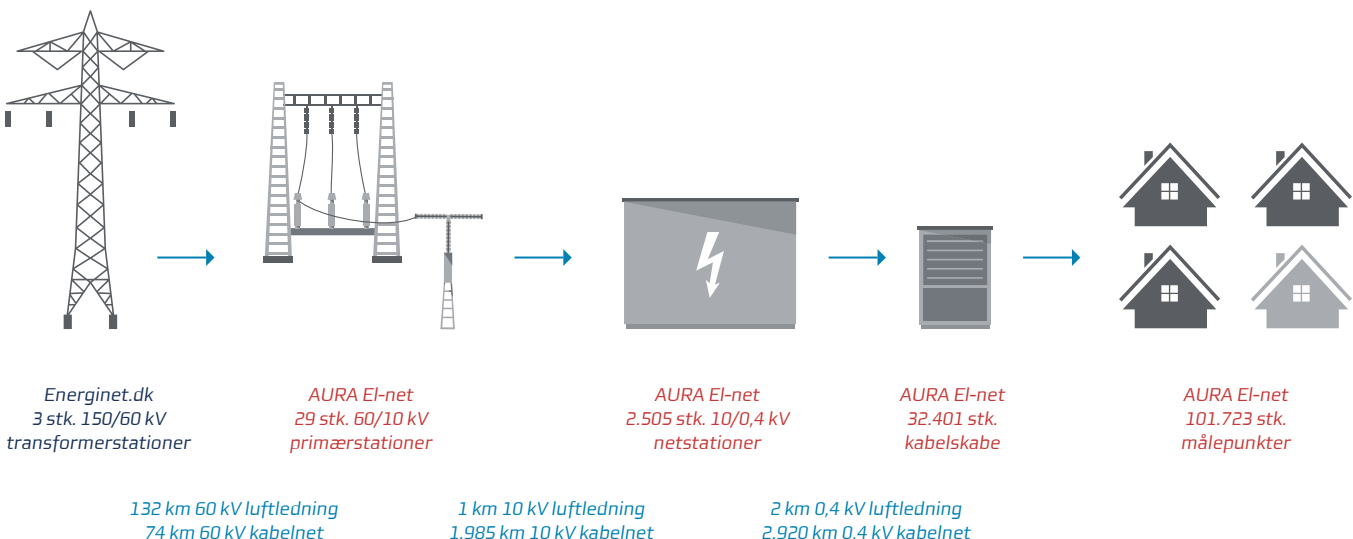 Energinet.dk
3 stk. 150/60 kV
transformerstationer
AURA El-net
29 stk. 60/10 kV
primærstationer
AURA El-net
2.505 stk. 10/0,4 kV
netstationer
AURA El-net
32.401 stk.
kabelskabe
AURA El-net
101.723 stk.
målepunkter
132 km 60 kV luftledning
74 km 60 kV kabelnet
1 km 10 kV luftledning
1.985 km 10 kV kabelnet
2 km 0,4 kV luftledning
2.920 km 0.4 kV kabelnet